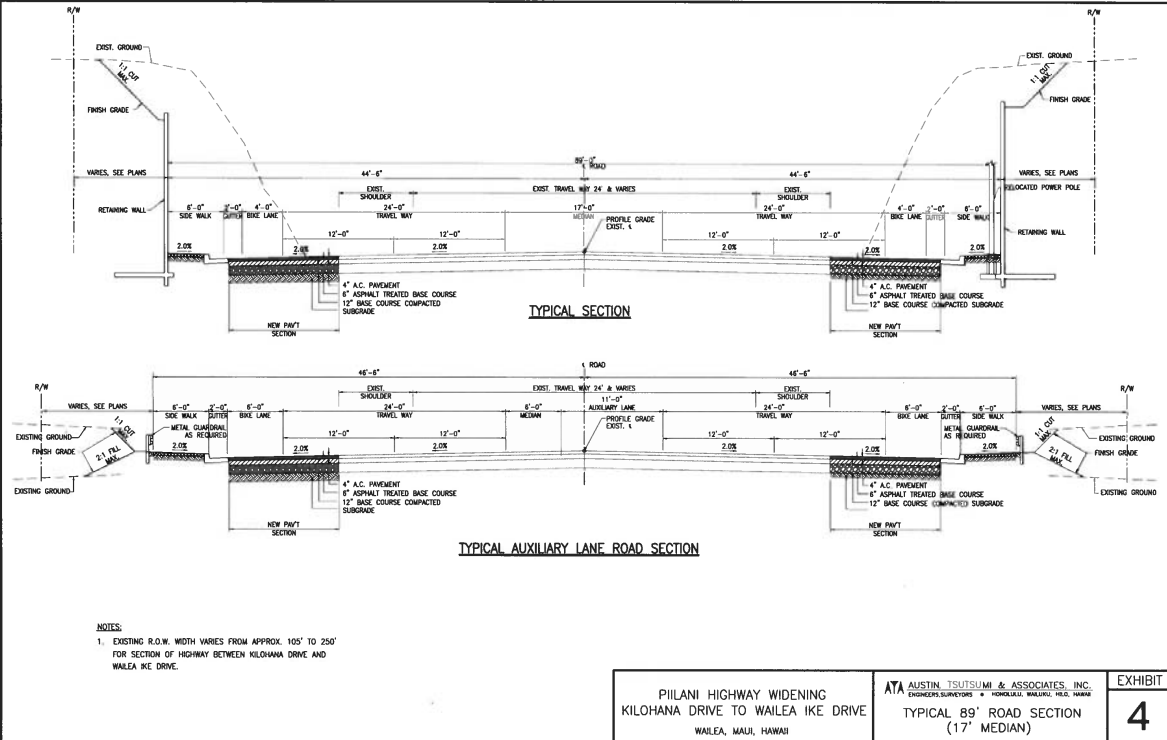 R/W
R/W
EXIST. GROUND
EXIST. GROUND
1:1 CUT
MAX.
1:1 CUT
MAX.
FINISH GRADE
FINISH GRADE
89'-0"
℄ ROAD
VARIES, SEE PLANS
44'-6"
44'-6"
VARIES, SEE PLANS
EXIST.
SHOULDER
EXIST. TRAVEL WAY 24' & VARIES
EXIST.
SHOULDER
RELOCATED POWER POLE
RETAINING WALL
6'-0"
SIDE WALK
2'-0"
GUTTER
4'-0"
BIKE LANE
24'-0"
TRAVEL WAY
17'-0"
MEDIAN
24'-0"
TRAVEL WAY
4'-0"
BIKE LANE
2'-0"
GUTTER
6'-0"
SIDE WALK
PROFILE GRADE
EXIST. ℄
RETAINING WALL
12'-0"
12'-0"
12'-0"
12'-0"
2.0%
2.0%
2.0%
2.0%
2.0%
2.0%
4" A.C. PAVEMENT
6" ASPHALT TREATED BASE COURSE
12" BASE COURSE COMPACTED
SUBGRADE
4" A.C. PAVEMENT
6" ASPHALT TREATED BASE COURSE
12" BASE COURSE COMPACTED SUBGRADE
NEW PAV'T
SECTION
NEW PAV'T
SECTION
TYPICAL SECTION
℄ ROAD
46'-6"
46'-6"
R/W
R/W
EXIST.
SHOULDER
EXIST. TRAVEL WAY 24' & VARIES
EXIST.
SHOULDER
VARIES, SEE PLANS
6'-0"
SIDE WALK
2'-0"
GUTTER
6'-0"
BIKE LANE
24'-0"
TRAVEL WAY
6'-0"
MEDIAN
11'-0"
AUXILIARY LANE
24'-0"
TRAVEL WAY
6'-0"
BIKE LANE
2'-0"
GUTTER
6'-0"
SIDE WALK
VARIES, SEE PLANS
PROFILE GRADE
EXIST. ℄
METAL GUARDRAIL
AS REQUIRED
METAL GUARDRAIL
AS REQUIRED
1:1 CUT
MAX.
1:1 CUT
MAX.
EXISTING GROUND
FINISH GRADE
2:1 FILL
MAX.
EXISTING GROUND
EXISTING GROUND
FINISH GRADE
2:1 FILL
MAX.
EXISTING GROUND
12'-0"
12'-0"
12'-0"
12'-0"
2.0%
2.0%
2.0%
2.0%
2.0%
2.0%
4" A.C. PAVEMENT
6" ASPHALT TREATED BASE COURSE
12" BASE COURSE COMPACTED
SUBGRADE
4" A.C. PAVEMENT
6" ASPHALT TREATED BASE COURSE
12" BASE COURSE COMPACTED SUBGRADE
NEW PAV'T
SECTION
NEW PAV'T
SECTION
TYPICAL AUXILIARY LANE ROAD SECTION
NOTES:
1. EXISTING R.O.W. WIDTH VARIES FROM APPROX. 105' TO 250'
FOR SECTION OF HIGHWAY BETWEEN KILOHANA DRIVE AND
WAILEA IKE DRIVE.
PIILANI HIGHWAY WIDENING
KILOHANA DRIVE TO WAILEA IKE DRIVE
WAILEA, MAUI, HAWAII
ATA AUSTIN, TSUTSUMI & ASSOCIATES, INC.
ENGINEERS, SURVEYORS • HONOLULU, WAILUKU, HILO, HAWAII
TYPICAL 89' ROAD SECTION
(17' MEDIAN)
EXHIBIT
4